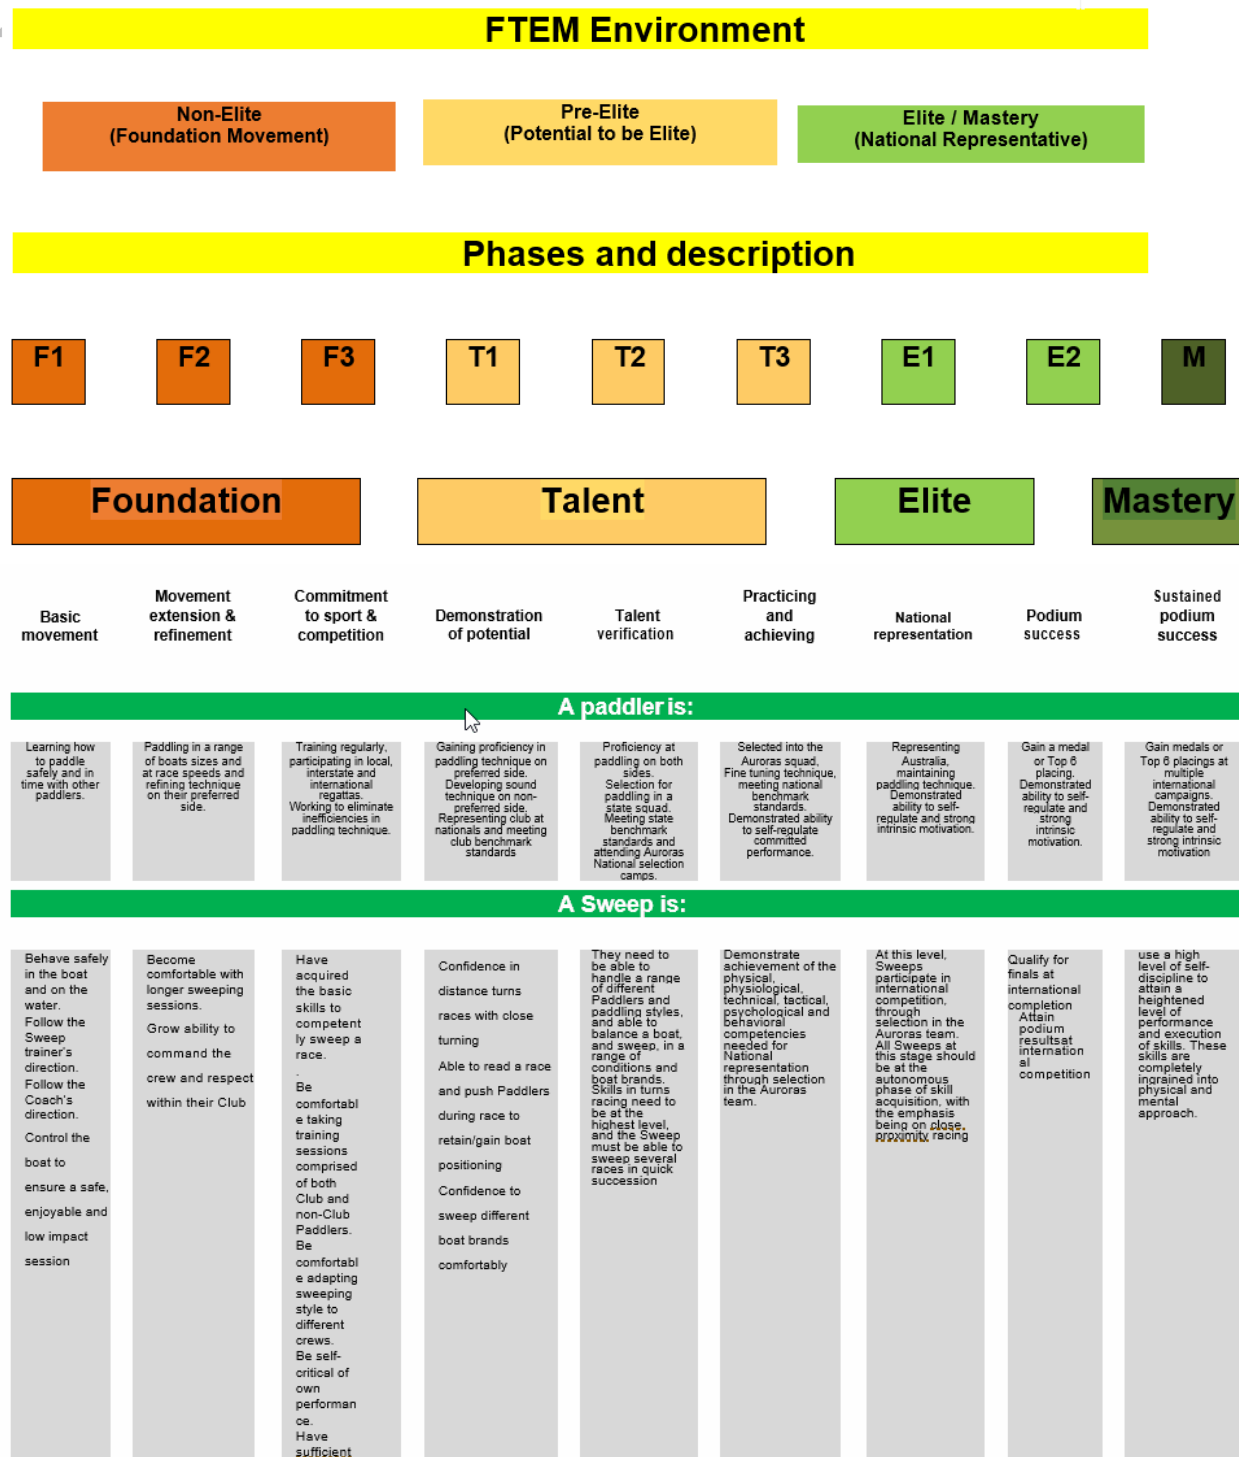 FTEM Environment
Non-Elite
(Foundation Movement)
Pre-Elite
(Potential to be Elite)
Elite / Mastery
(National Representative)
Phases and description
F1
F2
F3
T1
T2
T3
E1
E2
M
Foundation
Talent
Elite
Mastery
Basic
movement
Movement
extension &
refinement
Commitment
to sport &
competition
Demonstration
of potential
Talent
verification
Practicing
and
achieving
National
representation
Podium
success
Sustained
podium
success
A paddler is:
Learning how
to paddle
safely and in
time with other
paddlers.
Paddling in a range
of boats sizes and
at race speeds and
refining technique
on their preferred
side.
Training regularly,
participating in local,
interstate and
international
regattas.
Working to eliminate
inefficiencies in
paddling technique.
Gaining proficiency in
paddling technique on
preferred side.
Developing sound
technique on non-
preferred side.
Representing club at
nationals and meeting
club benchmark
standards
Proficiency at
paddling on both
sides.
Selection for
paddling in a
state squad.
Meeting state
benchmark
standards and
attending Auroras
National selection
camps.
Selected into the
Auroras squad,
Fine tuning technique,
meeting national
benchmark
standards.
Demonstrated ability
to self-regulate
committed
performance.
Representing
Australia,
maintaining
paddling technique.
Demonstrated
ability to self-
regulate and strong
intrinsic motivation.
Gain a medal
or Top 6
placing.
Demonstrated
ability to self-
regulate and
strong
intrinsic
motivation.
Gain medals or
Top 6 placings at
multiple
international
campaigns.
Demonstrated
ability to self-
regulate and
strong intrinsic
motivation
A Sweep is:
Behave safely
in the boat
and on the
water.
Follow the
Sweep
trainer's
direction.
Follow the
Coach's
direction.
Control the
boat to
ensure a safe,
enjoyable and
low impact
session
Become
comfortable with
longer sweeping
sessions.
Grow ability to
command the
crew and respect
within their Club
Have
acquired
the basic
skills to
competent
ly sweep a
race.
.
Be
comfortabl
e taking
training
sessions
comprised
of both
Club and
non-Club
Paddlers.
Be
comfortabl
e adapting
sweeping
style to
different
crews.
Be self-
critical of
own
performan
ce.
Have
sufficient
Confidence in
distance turns
races with close
turning
Able to read a race
and push Paddlers
during race to
retain/gain boat
positioning
Confidence to
sweep different
boat brands
comfortably
They need to
be able to
handle a range
of different
Paddlers and
paddling styles,
and able to
balance a boat,
and sweep, in a
range of
conditions and
boat brands.
Skills in turns
racing need to
be at the
highest level,
and the Sweep
must be able to
sweep several
races in quick
succession
Demonstrate
achievement of the
physical,
physiological,
technical, tactical,
psychological and
behavioral
competencies
needed for
National
representation
through selection
in the Auroras
team.
At this level,
Sweeps
participate in
international
competition,
through
selection in the
Auroras team.
All Sweeps at
this stage should
be at the
autonomous
phase of skill
acquisition, with
the emphasis
being on close
proximity racing
Qualify for
finals at
international
completion
Attain
podium
resultsat
internation
al
competition
use a high
level of self-
discipline to
attain a
heightened
level of
performance
and execution
of skills. These
skills are
completely
ingrained into
physical and
mental
approach.